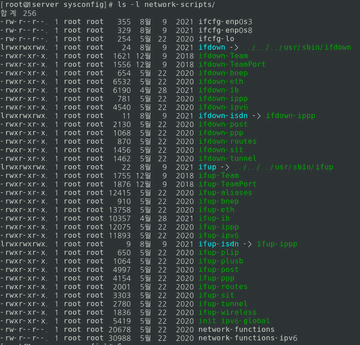 [root@server sysconfig]# ls -l network-scripts/
합계 256
-rw-r--r--. 1 root root 355 8월 9 2021 ifcfg-enp0s3
-rw-r--r--. 1 root root 329 8월 9 2021 ifcfg-enp0s8
-rw-r--r--. 1 root root 254 5월 22 2020 ifcfg-lo
lrwxrwxrwx. 1 root root 24 8월 9 2021 ifdown -> ../../../usr/sbin/ifdown
-rwxr-xr-x. 1 root root 1621 12월 9 2018 ifdown-Team
-rwxr-xr-x. 1 root root 1556 12월 9 2018 ifdown-TeamPort
-rwxr-xr-x. 1 root root 654 5월 22 2020 ifdown-bnep
-rwxr-xr-x. 1 root root 6532 5월 22 2020 ifdown-eth
-rwxr-xr-x. 1 root root 6190 4월 28 2021 ifdown-ib
-rwxr-xr-x. 1 root root 781 5월 22 2020 ifdown-ippp
-rwxr-xr-x. 1 root root 4540 5월 22 2020 ifdown-ipv6
lrwxrwxrwx. 1 root root 11 8월 9 2021 ifdown-isdn -> ifdown-ippp
-rwxr-xr-x. 1 root root 2130 5월 22 2020 ifdown-post
-rwxr-xr-x. 1 root root 1068 5월 22 2020 ifdown-ppp
-rwxr-xr-x. 1 root root 870 5월 22 2020 ifdown-routes
-rwxr-xr-x. 1 root root 1456 5월 22 2020 ifdown-sit
-rwxr-xr-x. 1 root root 1462 5월 22 2020 ifdown-tunnel
lrwxrwxrwx. 1 root root 22 8월 9 2021 ifup -> ../../../usr/sbin/ifup
-rwxr-xr-x. 1 root root 1755 12월 9 2018 ifup-Team
-rwxr-xr-x. 1 root root 1876 12월 9 2018 ifup-TeamPort
-rwxr-xr-x. 1 root root 12415 5월 22 2020 ifup-aliases
-rwxr-xr-x. 1 root root 910 5월 22 2020 ifup-bnep
-rwxr-xr-x. 1 root root 13758 5월 22 2020 ifup-eth
-rwxr-xr-x. 1 root root 10357 4월 28 2021 ifup-ib
-rwxr-xr-x. 1 root root 12075 5월 22 2020 ifup-ippp
-rwxr-xr-x. 1 root root 11893 5월 22 2020 ifup-ipv6
lrwxrwxrwx. 1 root root 9 8월 9 2021 ifup-isdn -> ifup-ippp
-rwxr-xr-x. 1 root root 650 5월 22 2020 ifup-plip
-rwxr-xr-x. 1 root root 1064 5월 22 2020 ifup-plusb
-rwxr-xr-x. 1 root root 4997 5월 22 2020 ifup-post
-rwxr-xr-x. 1 root root 4154 5월 22 2020 ifup-ppp
-rwxr-xr-x. 1 root root 2001 5월 22 2020 ifup-routes
-rwxr-xr-x. 1 root root 3303 5월 22 2020 ifup-sit
-rwxr-xr-x. 1 root root 2780 5월 22 2020 ifup-tunnel
-rwxr-xr-x. 1 root root 1836 5월 22 2020 ifup-wireless
-rwxr-xr-x. 1 root root 5419 5월 22 2020 init.ipv6-global
-rw-r--r--. 1 root root 20678 5월 22 2020 network-functions
-rw-r--r--. 1 root root 30988 5월 22 2020 network-functions-ipv6